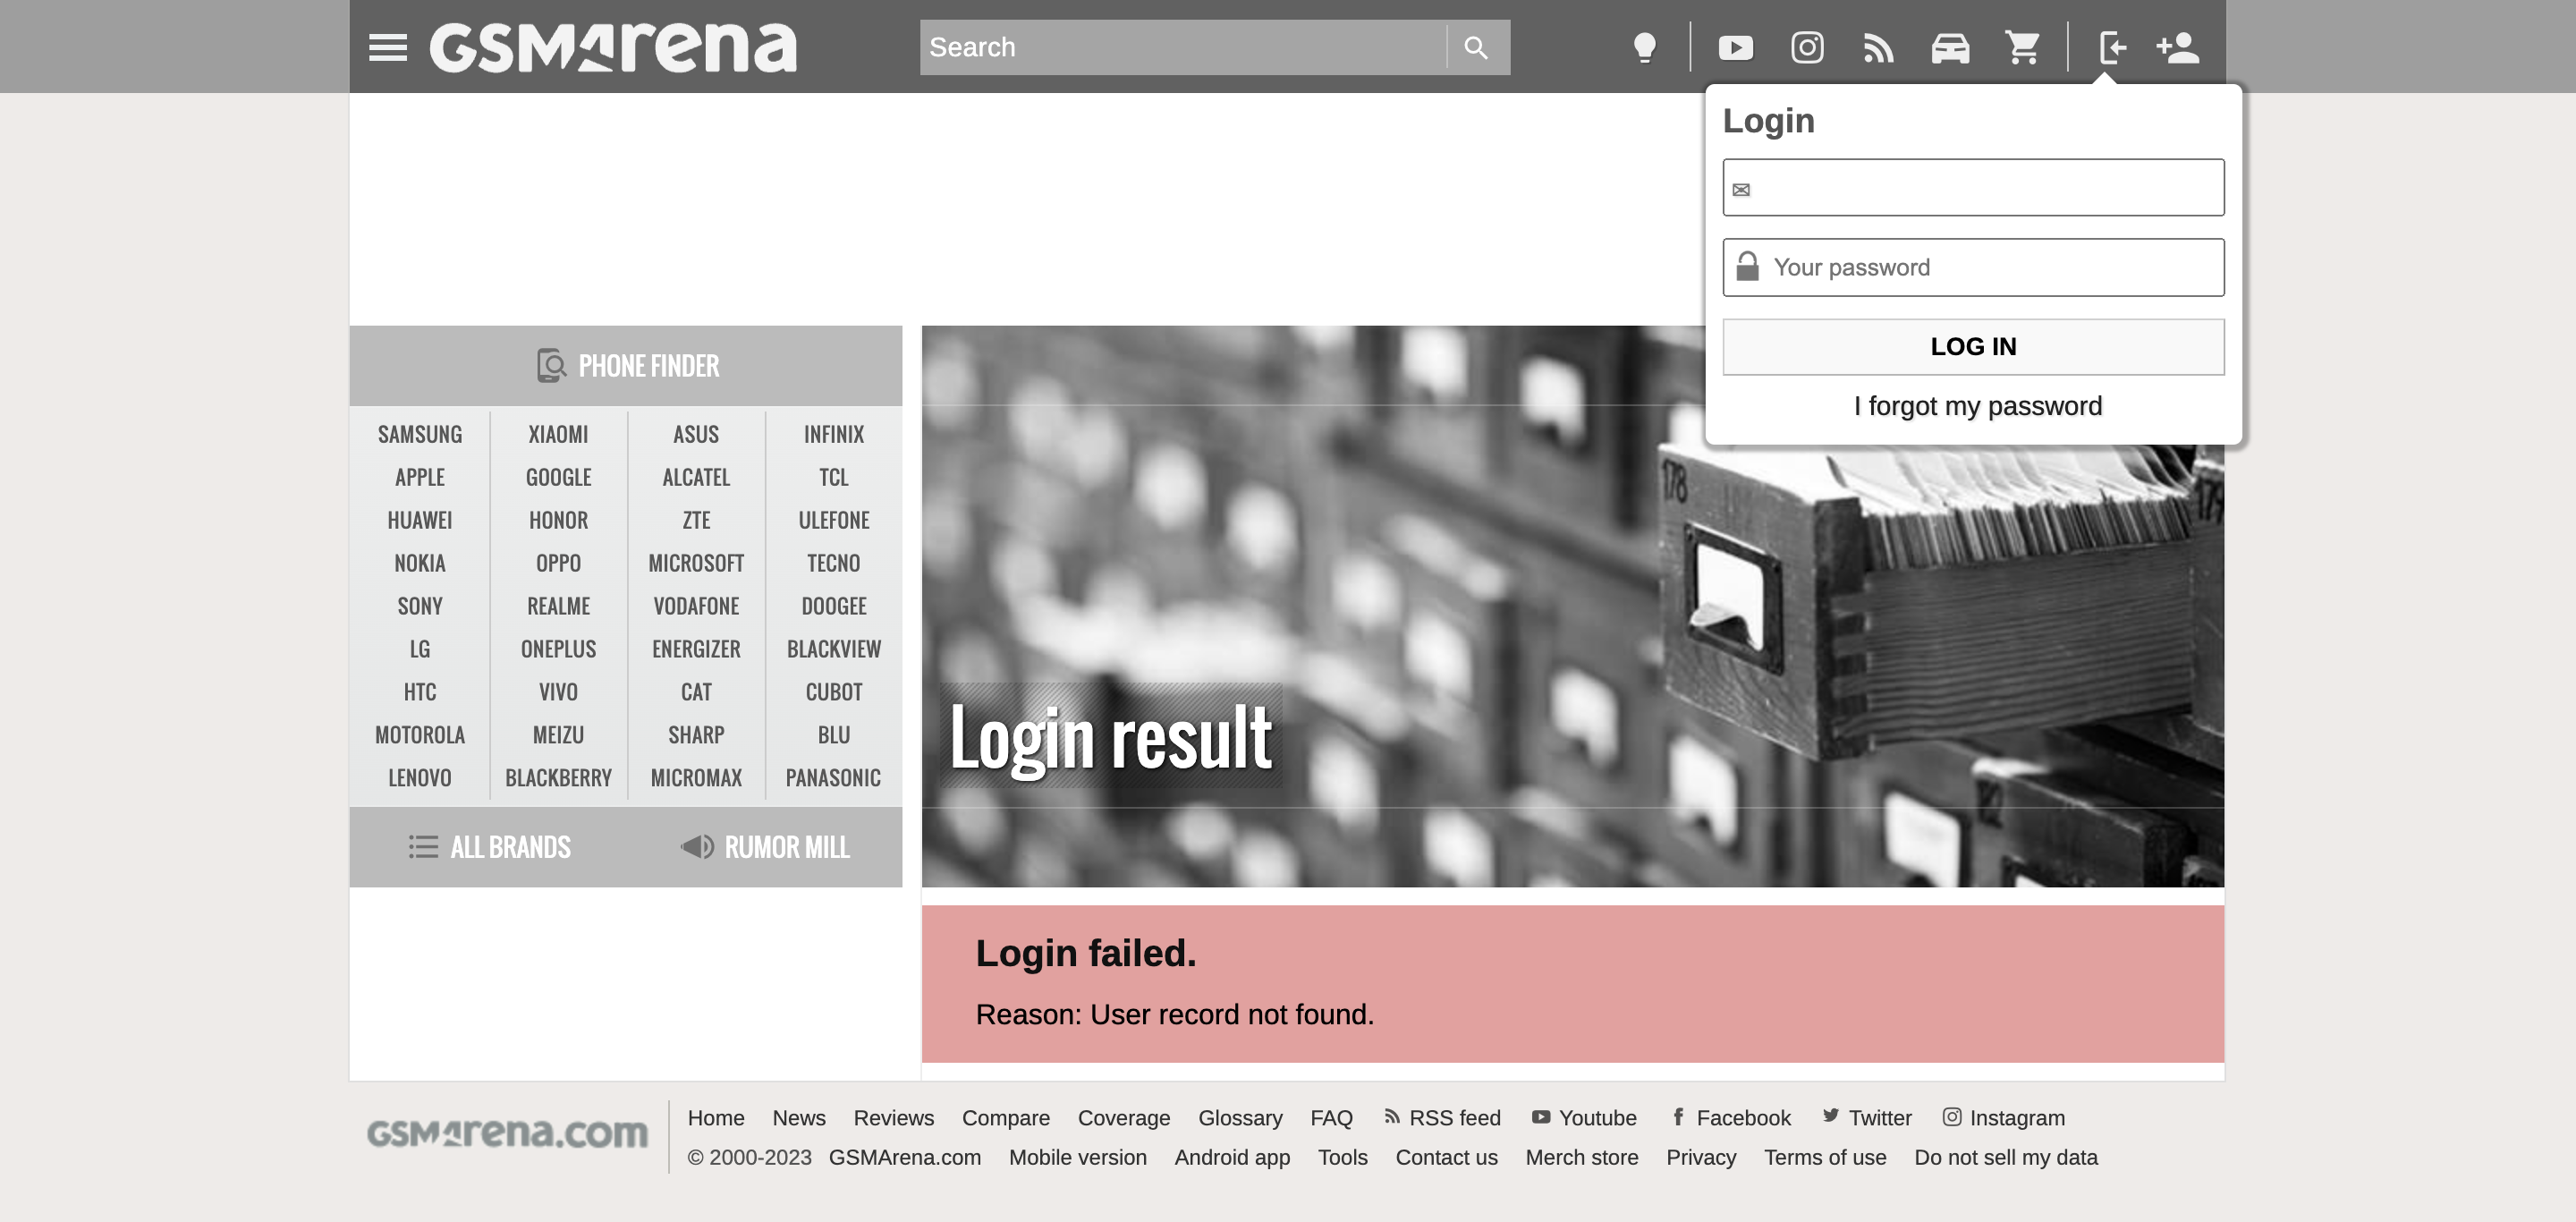 GSMArena
Search
Login
Your password
LOG IN
I forgot my password
PHONE FINDER
SAMSUNG XIAOMI ASUS INFINIX
APPLE GOOGLE ALCATEL TCL
HUAWEI HONOR ZTE ULEFONE
NOKIA OPPO MICROSOFT TECNO
SONY REALME VODAFONE DOOGEE
LG ONEPLUS ENERGIZER BLACKVIEW
HTC VIVO CAT CUBOT
MOTOROLA MEIZU SHARP BLU
LENOVO BLACKBERRY MICROMAX PANASONIC
ALL BRANDS RUMOR MILL
178
Login result
Login failed.
Reason: User record not found.
GSMArena.com
Home News Reviews Compare Coverage Glossary FAQ RSS feed Youtube Facebook Twitter Instagram
© 2000-2023 GSMArena.com Mobile version Android app Tools Contact us Merch store Privacy Terms of use Do not sell my data